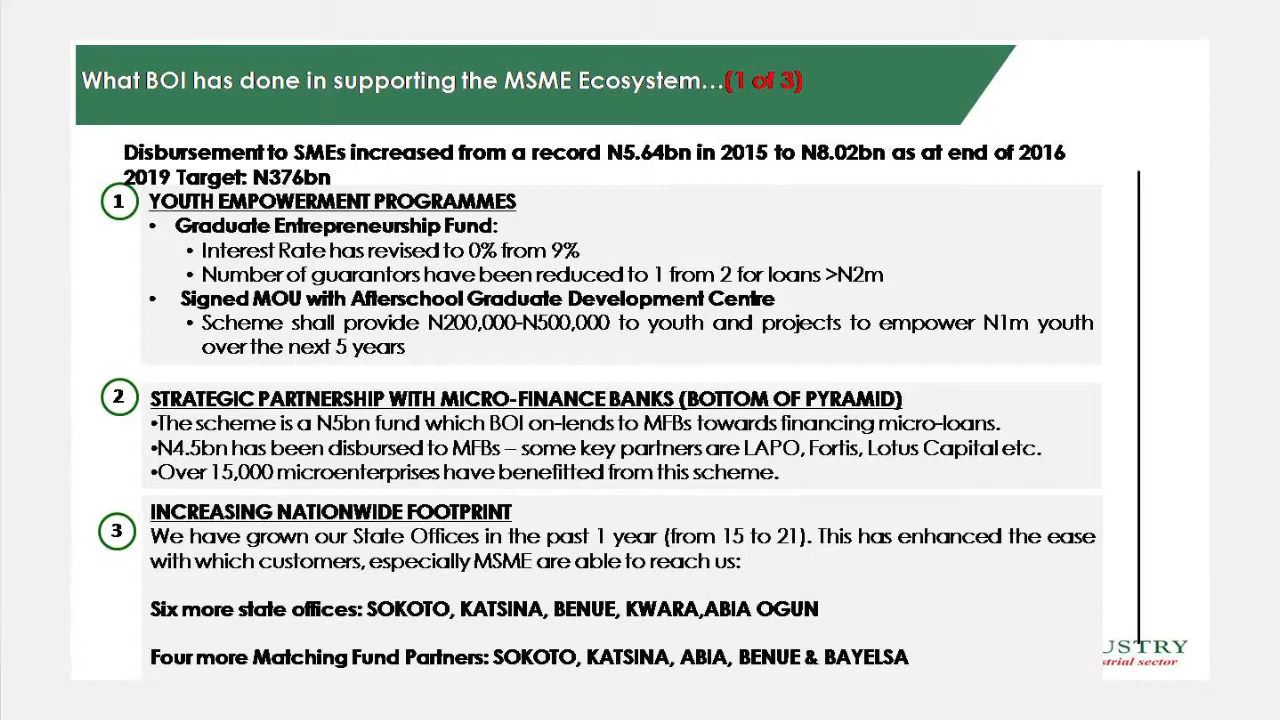 What BOI has done in supporting the MSME Ecosystem…(1 of 3)
Disbursement to SMEs increased from a record N5.64bn in 2015 to N8.02bn as at end of 2016
2019 Target: N376bn
1 YOUTH EMPOWERMENT PROGRAMMES
• Graduate Entrepreneurship Fund:
• Interest Rate has revised to 0% from 9%
• Number of guarantors have been reduced to 1 from 2 for loans >N2m
• Signed MOU with Afterschool Graduate Development Centre
• Scheme shall provide N200,000-N500,000 to youth and projects to empower N1m youth
over the next 5 years
2 STRATEGIC PARTNERSHIP WITH MICRO-FINANCE BANKS (BOTTOM OF PYRAMID)
•The scheme is a N5bn fund which BOI on-lends to MFBs towards financing micro-loans.
•N4.5bn has been disbursed to MFBs – some key partners are LAPO, Fortis, Lotus Capital etc.
•Over 15,000 microenterprises have benefitted from this scheme.
3 INCREASING NATIONWIDE FOOTPRINT
We have grown our State Offices in the past 1 year (from 15 to 21). This has enhanced the ease
with which customers, especially MSME are able to reach us:
Six more state offices: SOKOTO, KATSINA, BENUE, KWARA,ABIA OGUN
Four more Matching Fund Partners: SOKOTO, KATSINA, ABIA, BENUE & BAYELSA
USTRY
strial sector